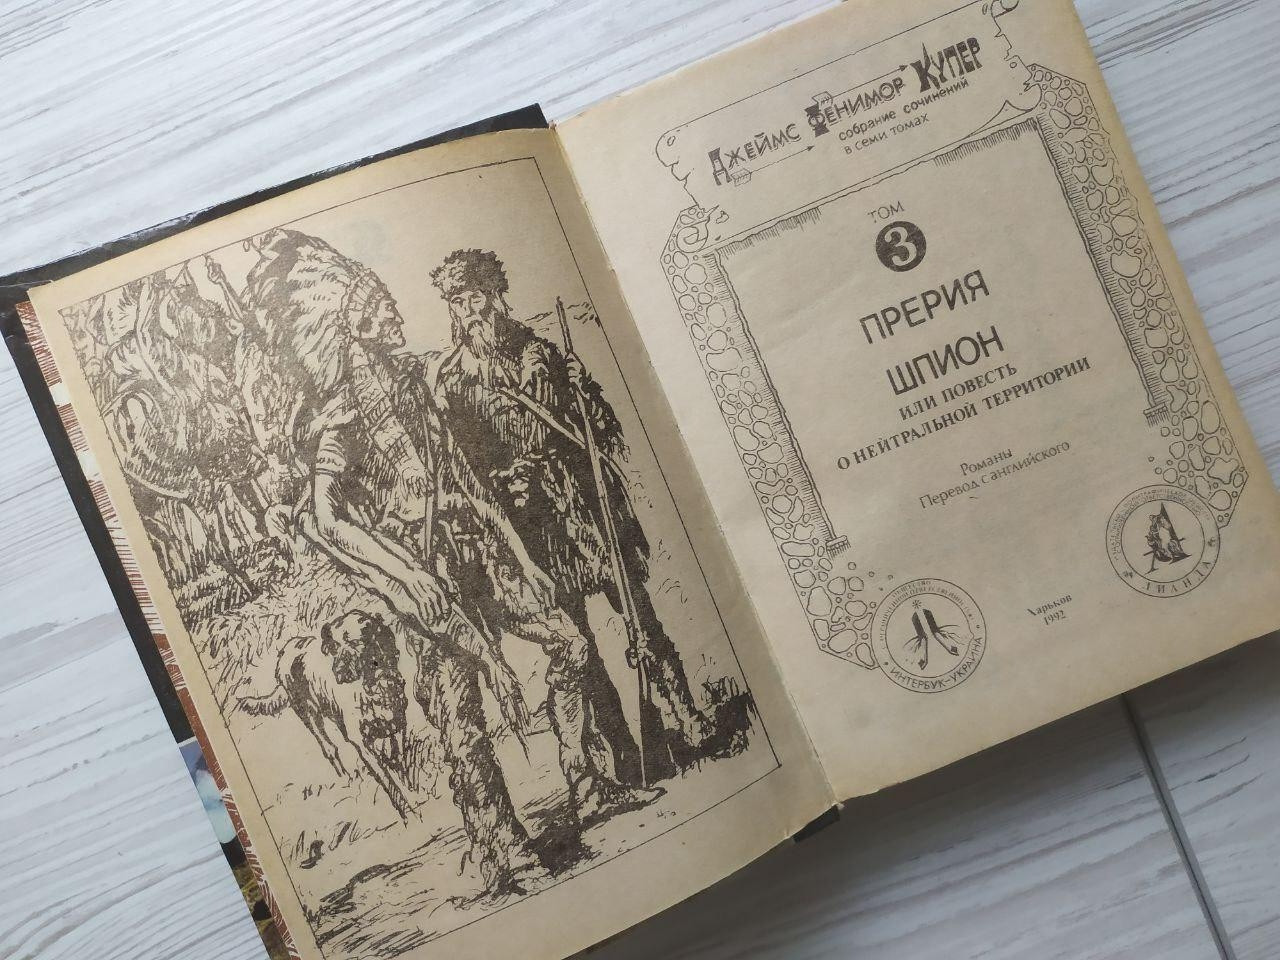 Джеймс Фенимор Купер
собрание сочинений
в семи томах
ТОМ
3
ПРЕРИЯ
ШПИОН
ИЛИ ПОВЕСТЬ
О НЕЙТРАЛЬНОЙ ТЕРРИТОРИИ
Романы
Перевод с английского
ИНТЕРБУК-УКРАИНА
Харьков
1992